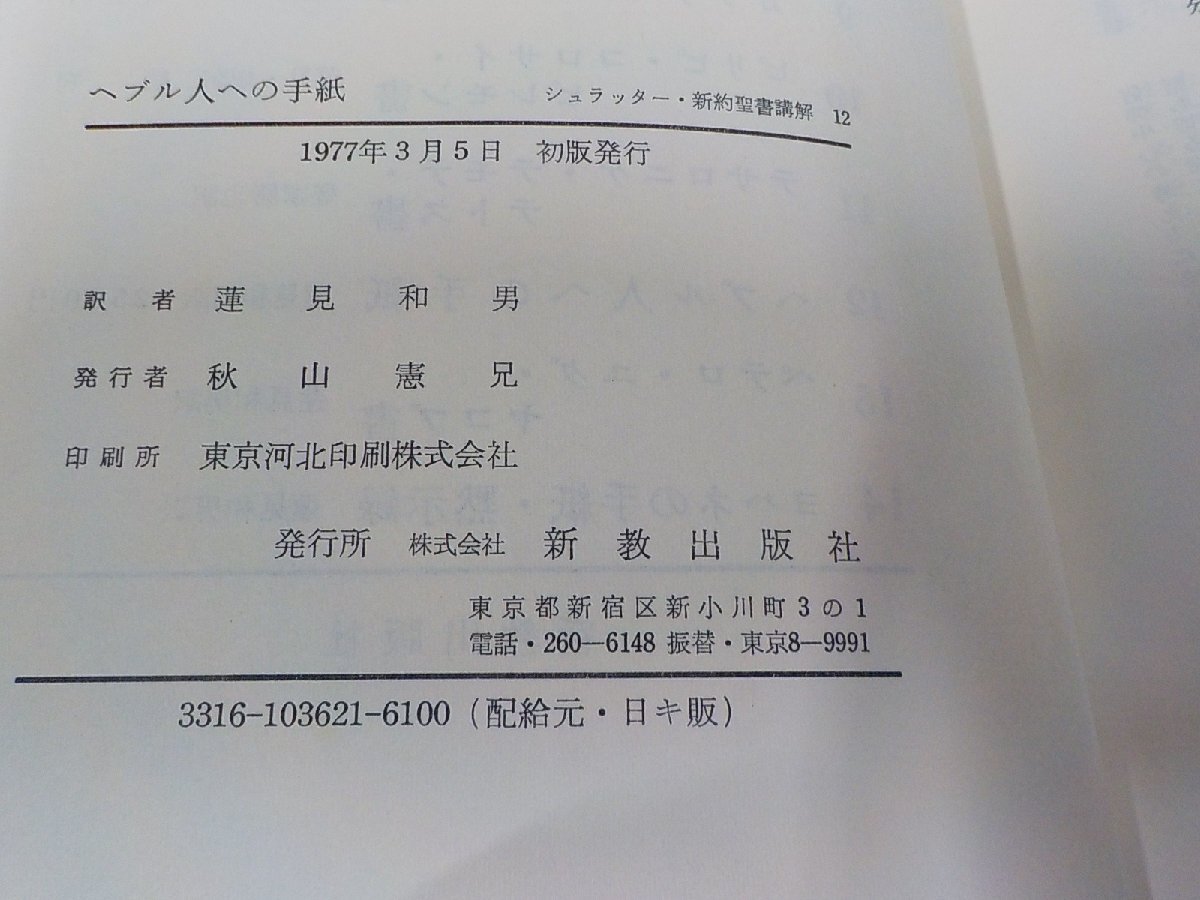 ヘブル人への手紙 シュラッター・新約聖書講解 12
1977年3月5日 初版発行
訳 者 蓮 見 和 男
発行者 秋 山 憲 兄
印刷所 東京河北印刷株式会社
発行所 株式会社 新 教 出 版 社
東京都新宿区新小川町3の1
電話・260—6148 振替・東京8—9991
3316-103621-6100(配給元・日キ販)